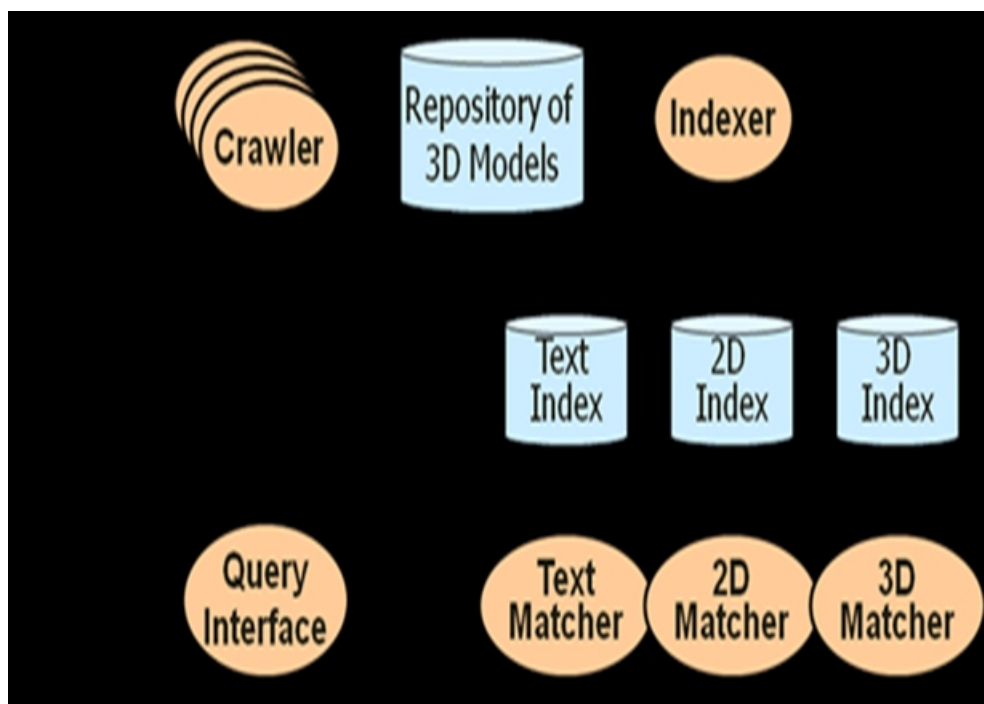 Crawler
Repository of
3D Models
Indexer
Text
Index
2D
Index
3D
Index
Query
Interface
Text
Matcher
2D
Matcher
3D
Matcher